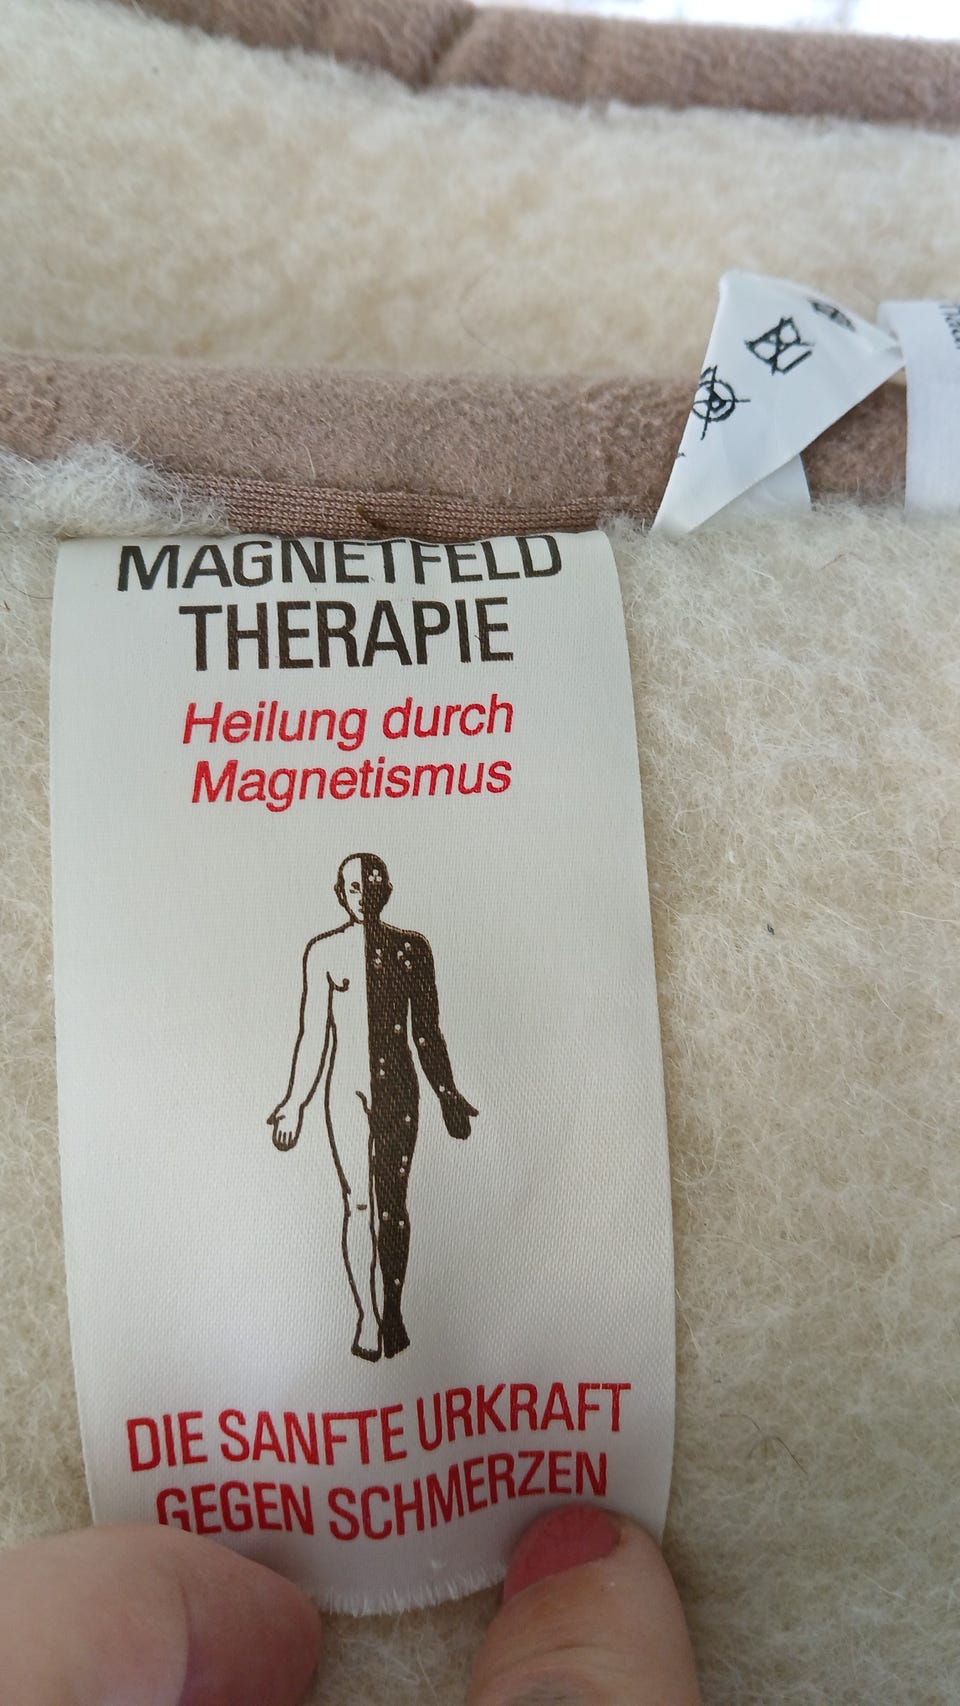 MAGNETFELD
THERAPIE
Heilung durch
Magnetismus
DIE SANFTE URKRAFT
GEGEN SCHMERZEN